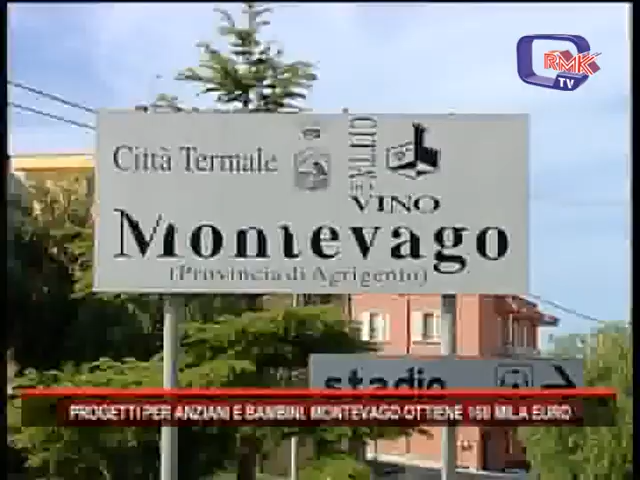 RMK
TV
Città Termale
CITTÀ
DEL
VINO
Montevago
(Provincia di Agrigento)
stadio
PROGETTI PER ANZIANI E BAMBINI, MONTEVAGO OTTIENE 160 MILA EURO